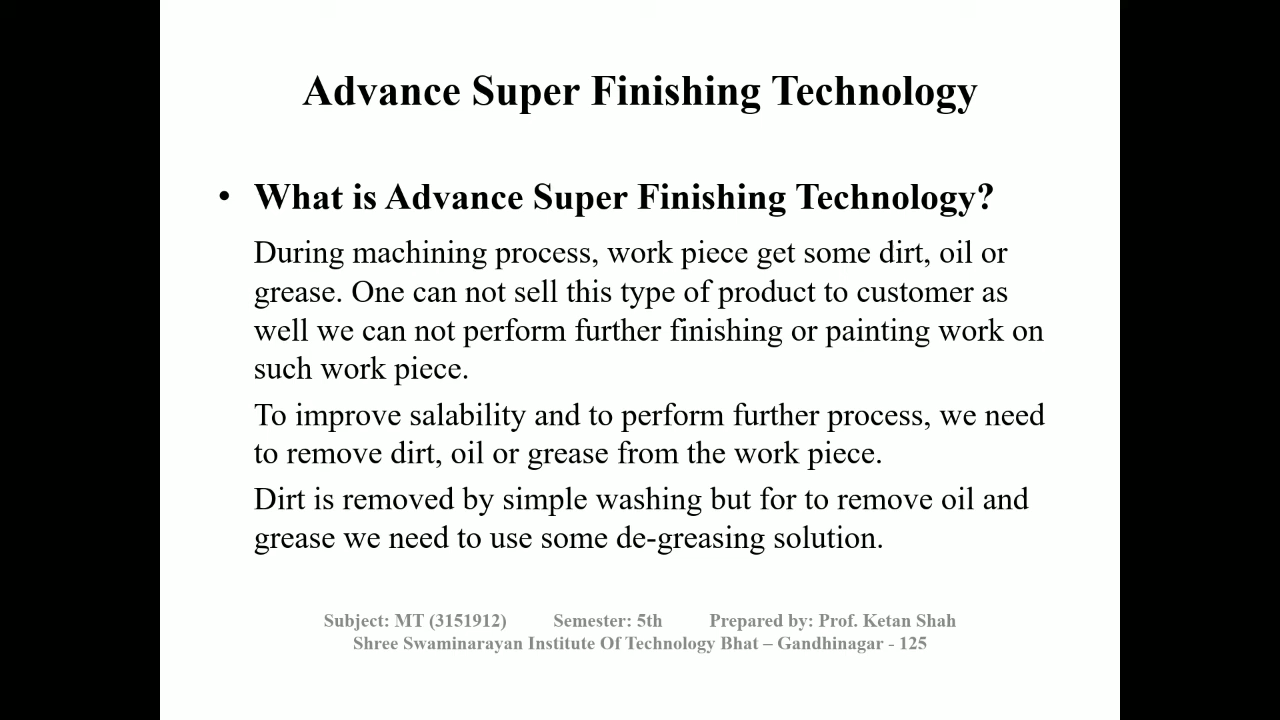 Advance Super Finishing Technology
• What is Advance Super Finishing Technology?
During machining process, work piece get some dirt, oil or
grease. One can not sell this type of product to customer as
well we can not perform further finishing or painting work on
such work piece.
To improve salability and to perform further process, we need
to remove dirt, oil or grease from the work piece.
Dirt is removed by simple washing but for to remove oil and
grease we need to use some de-greasing solution.
Subject: MT (3151912) Semester: 5th Prepared by: Prof. Ketan Shah
Shree Swaminarayan Institute Of Technology Bhat – Gandhinagar - 125